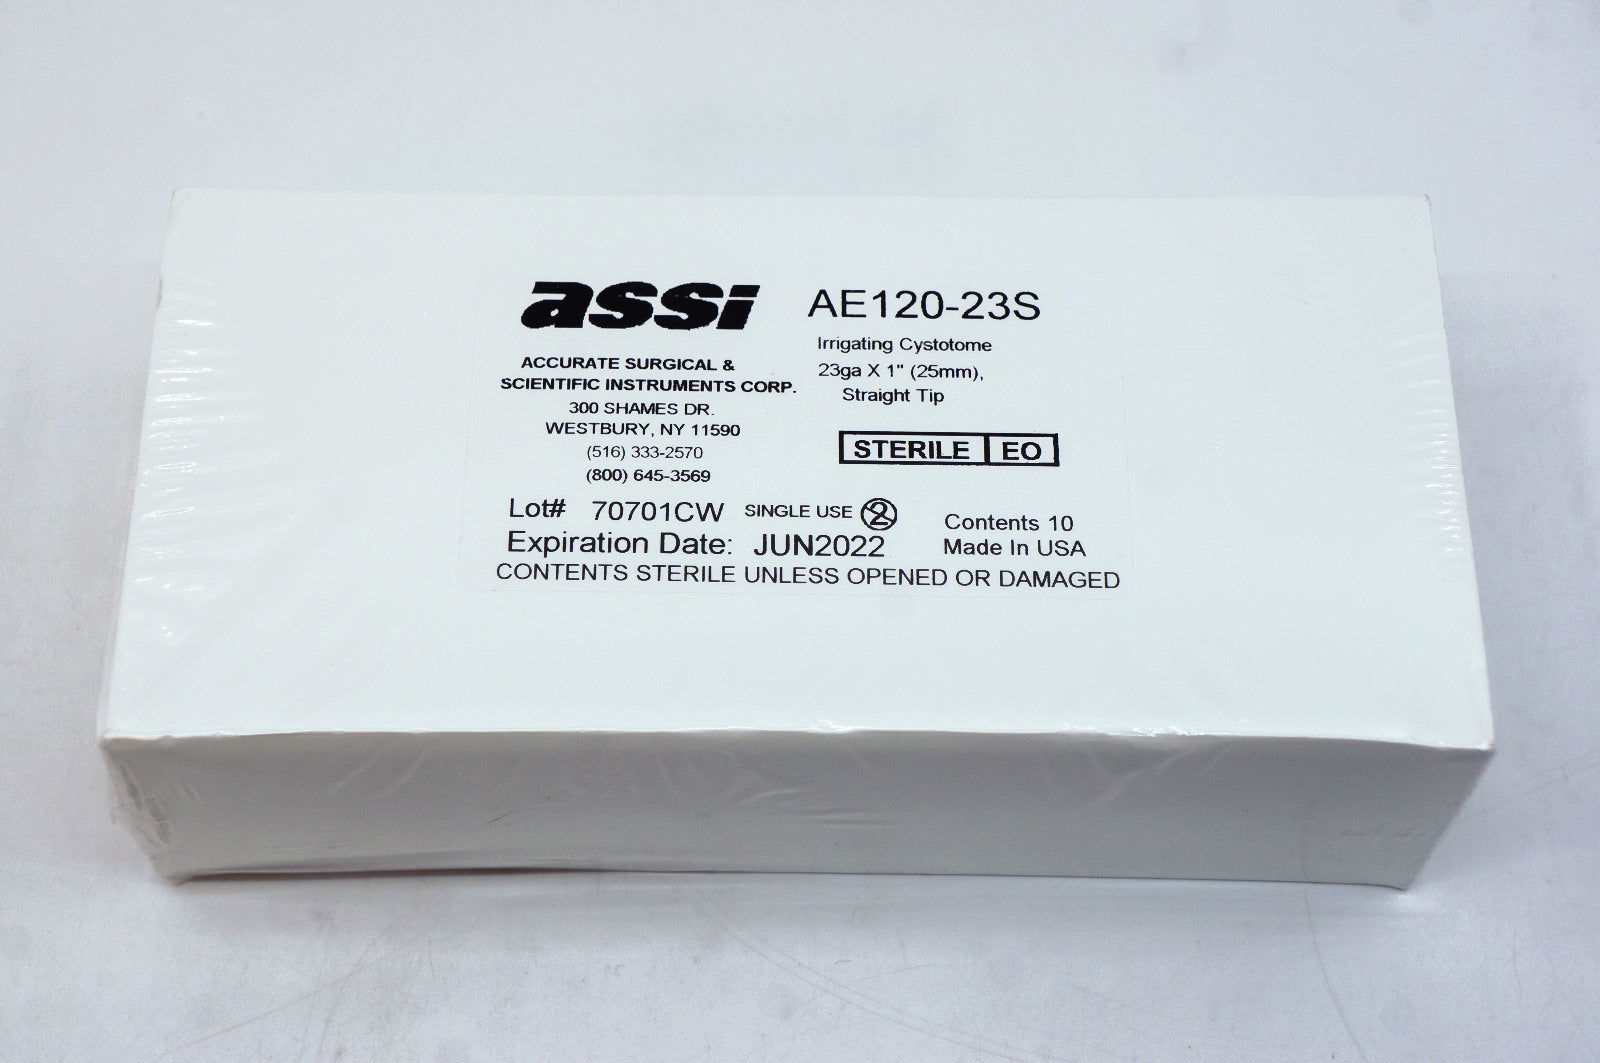 assi
ACCURATE SURGICAL &
SCIENTIFIC INSTRUMENTS CORP.
300 SHAMES DR.
WESTBURY, NY 11590
(516) 333-2570
(800) 645-3569
AE120-23S
Irrigating Cystotome
23ga X 1" (25mm),
Straight Tip
STERILE EO
Lot# 70701CW SINGLE USE 2
Expiration Date: JUN2022
Contents 10
Made In USA
CONTENTS STERILE UNLESS OPENED OR DAMAGED